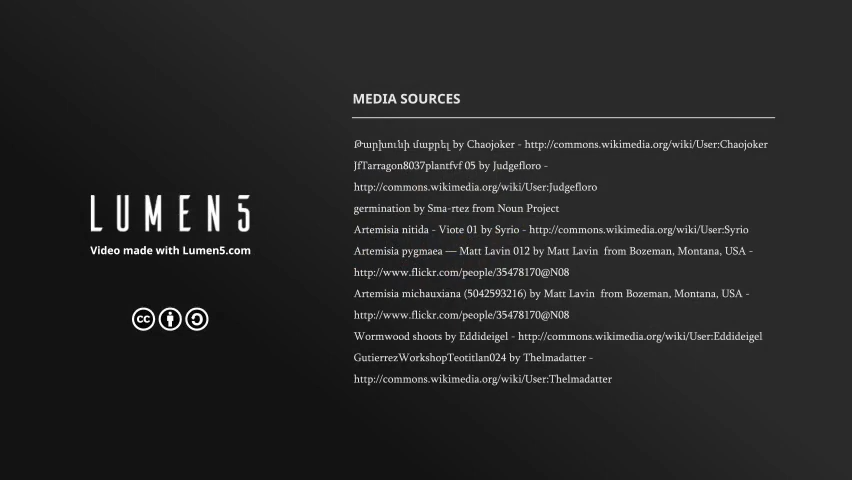 LUMEN5
Video made with Lumen5.com
MEDIA SOURCES
Թարխունի մաքրել by Chaojoker - http://commons.wikimedia.org/wiki/User:Chaojoker
JfTarragon8037plantfvf 05 by Judgefloro -
http://commons.wikimedia.org/wiki/User:Judgefloro
germination by Sma-rtez from Noun Project
Artemisia nitida - Viote 01 by Syrio - http://commons.wikimedia.org/wiki/User:Syrio
Artemisia pygmaea — Matt Lavin 012 by Matt Lavin from Bozeman, Montana, USA -
http://www.flickr.com/people/35478170@N08
Artemisia michauxiana (5042593216) by Matt Lavin from Bozeman, Montana, USA -
http://www.flickr.com/people/35478170@N08
Wormwood shoots by Eddideigel - http://commons.wikimedia.org/wiki/User:Eddideigel
GutierrezWorkshopTeotitlan024 by Thelmadatter -
http://commons.wikimedia.org/wiki/User:Thelmadatter